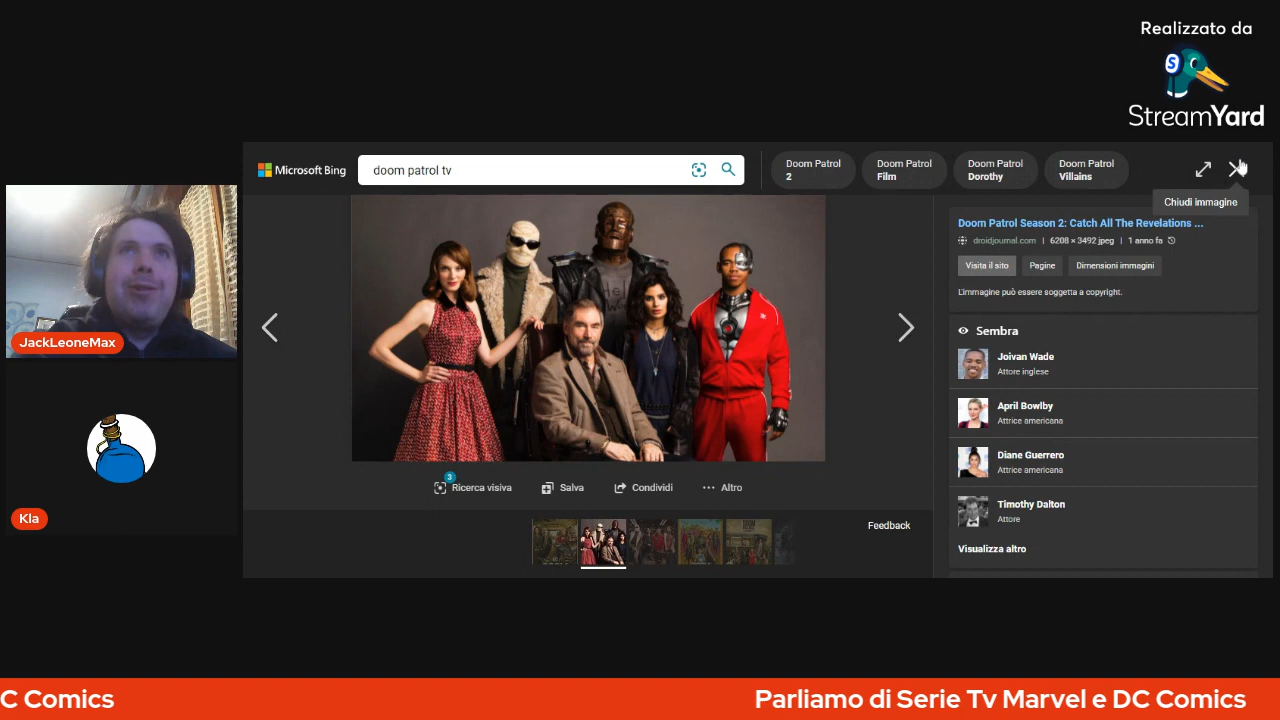 Realizzato da
S
StreamYard
Microsoft Bing
doom patrol tv
Doom Patrol
2
Doom Patrol
Film
Doom Patrol
Dorothy
Doom Patrol
Villains
Chiudi immagine
Doom Patrol Season 2: Catch All The Revelations ...
droidjournal.com | 6208 × 3492 jpeg | 1 anno fa
Visita il sito
Pagine
Dimensioni immagini
L'immagine può essere soggetta a copyright.
Sembra
Joivan Wade
Attore inglese
April Bowlby
Attrice americana
Diane Guerrero
Attrice americana
Timothy Dalton
Attore
Visualizza altro
3
Ricerca visiva
Salva
Condividi
Altro
Feedback
JackLeoneMax
Kla
C Comics
Parliamo di Serie Tv Marvel e DC Comics